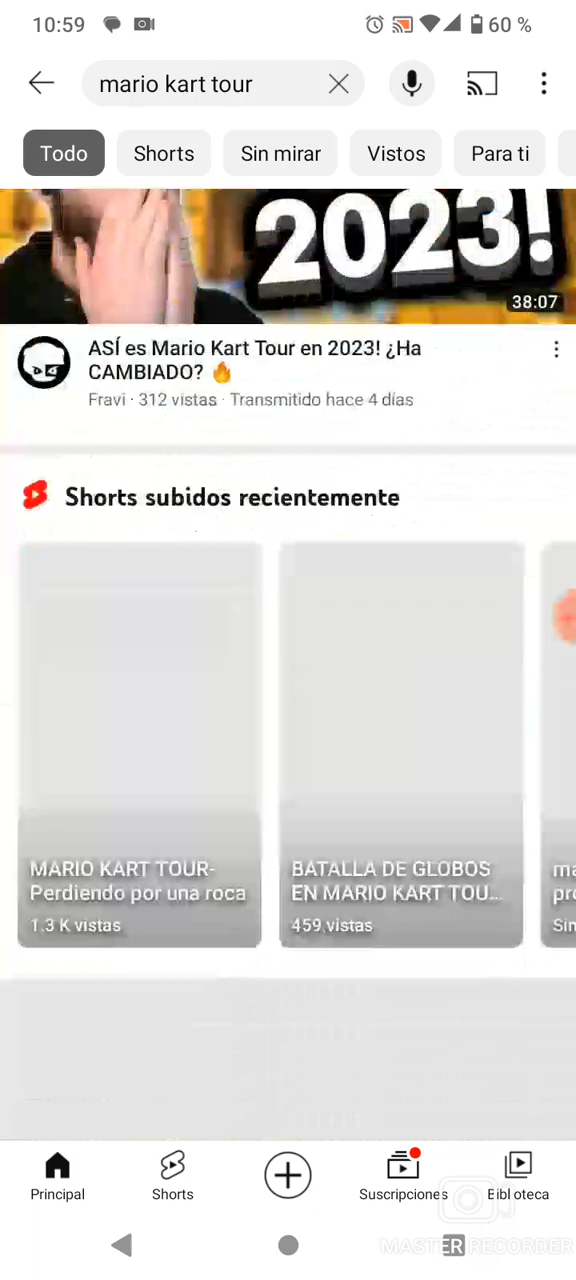 10:59
60 %
mario kart tour
Todo
Shorts
Sin mirar
Vistos
Para ti
2023!
38:07
ASÍ es Mario Kart Tour en 2023! ¿Ha
CAMBIADO? 🔥
Fravi · 312 vistas · Transmitido hace 4 días
Shorts subidos recientemente
MARIO KART TOUR-
Perdiendo por una roca
1.3 K vistas
BATALLA DE GLOBOS
EN MARIO KART TOU...
459 vistas
ma
pro
Sin
Principal
Shorts
Suscripciones
Biblioteca
MASTER RECORDER